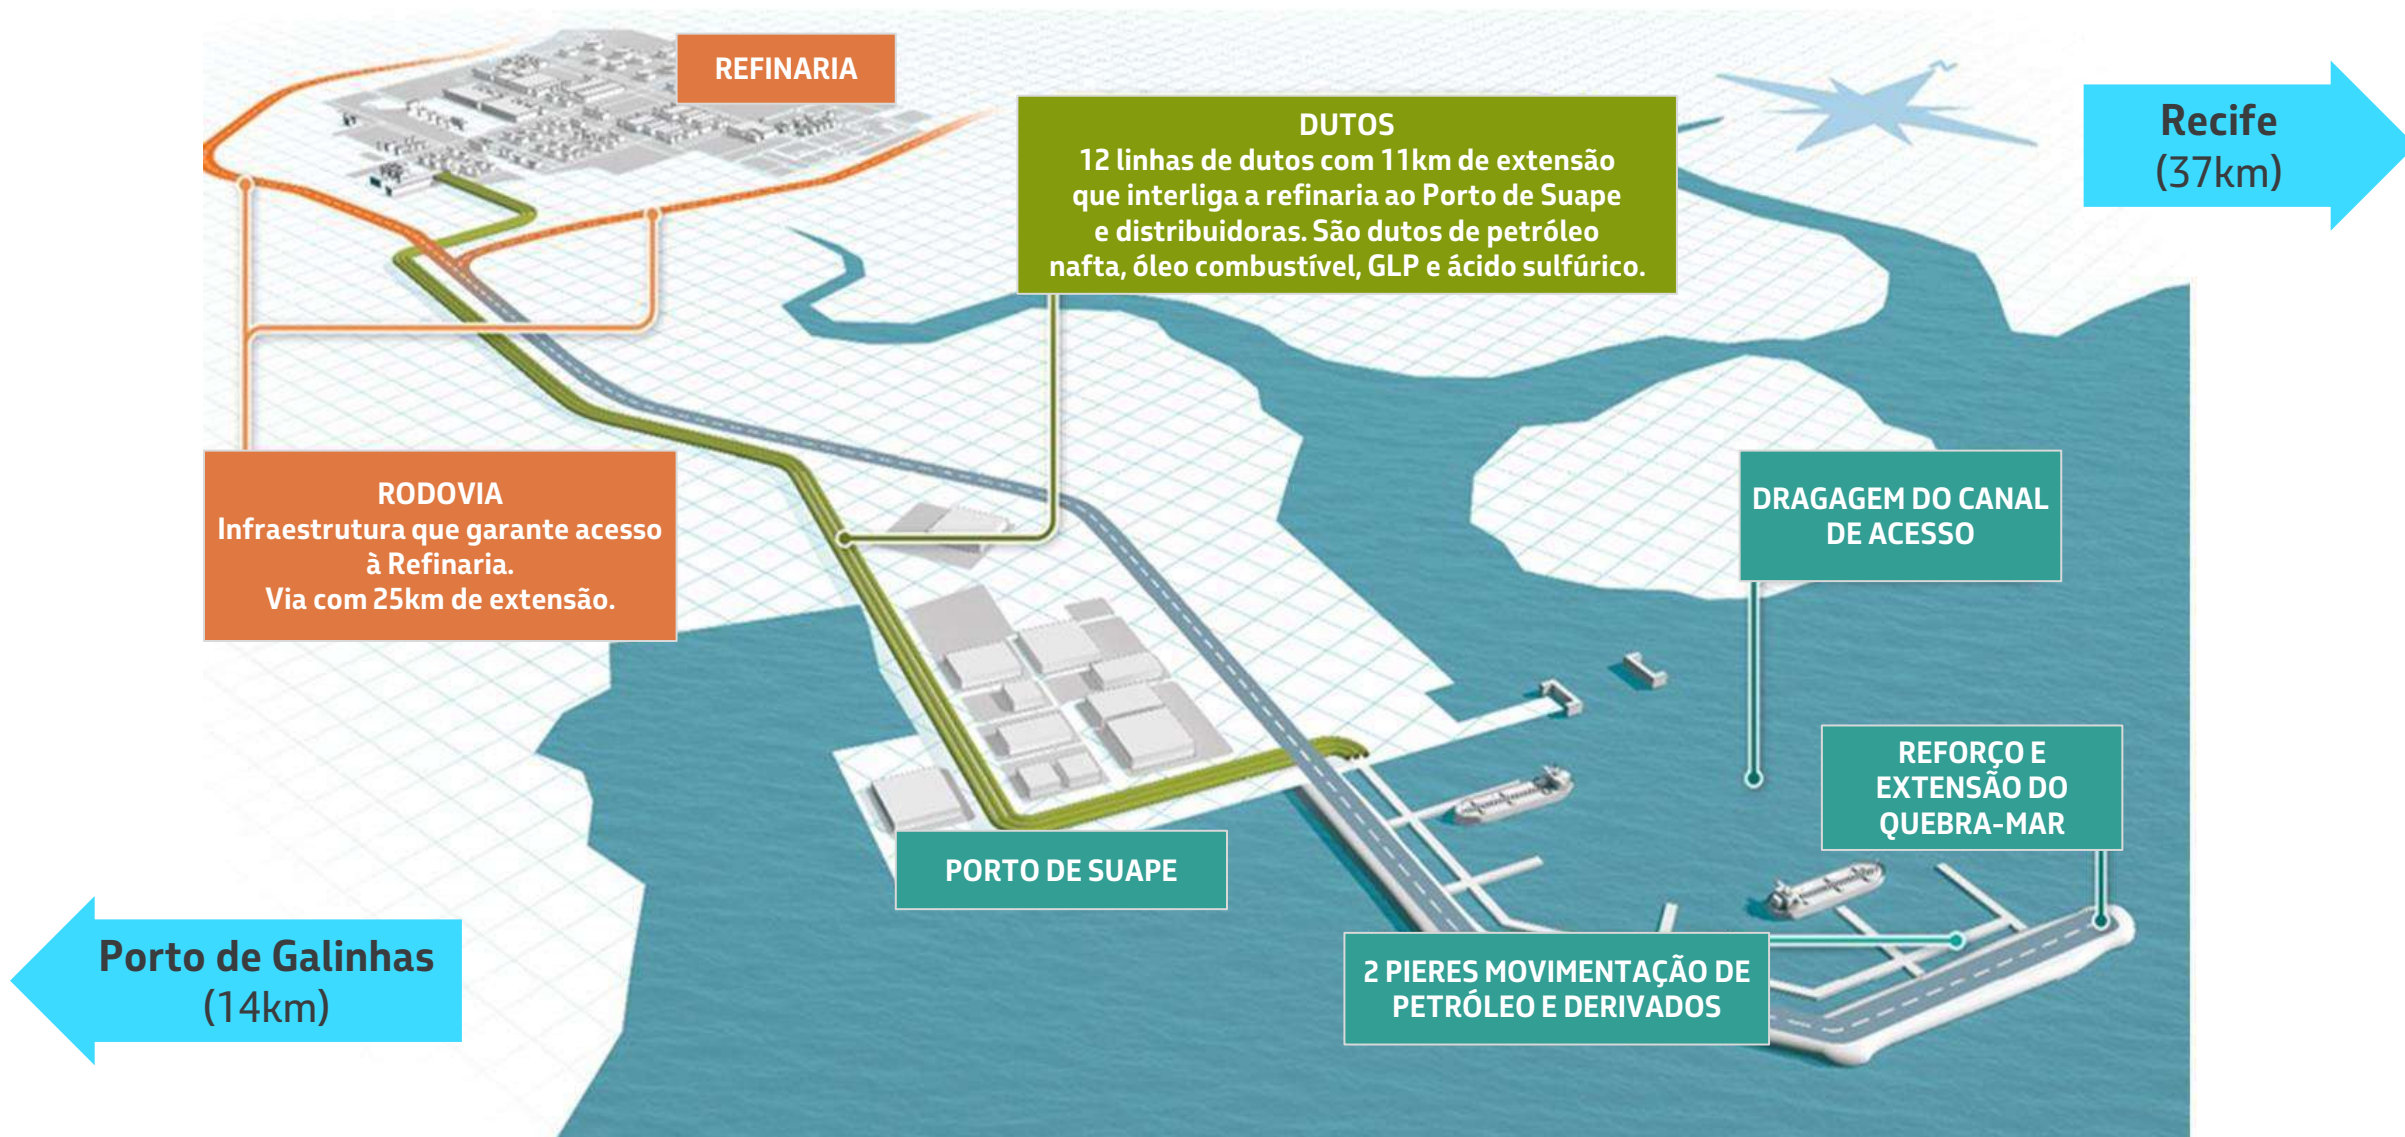 REFINARIA
DUTOS
12 linhas de dutos com 11km de extensão
que interliga a refinaria ao Porto de Suape
e distribuidoras. São dutos de petróleo
nafta, óleo combustível, GLP e ácido sulfúrico.
Recife
(37km)
RODOVIA
Infraestrutura que garante acesso
à Refinaria.
Via com 25km de extensão.
DRAGAGEM DO CANAL
DE ACESSO
REFORÇO E
EXTENSÃO DO
QUEBRA-MAR
PORTO DE SUAPE
Porto de Galinhas
(14km)
2 PIERES MOVIMENTAÇÃO DE
PETRÓLEO E DERIVADOS